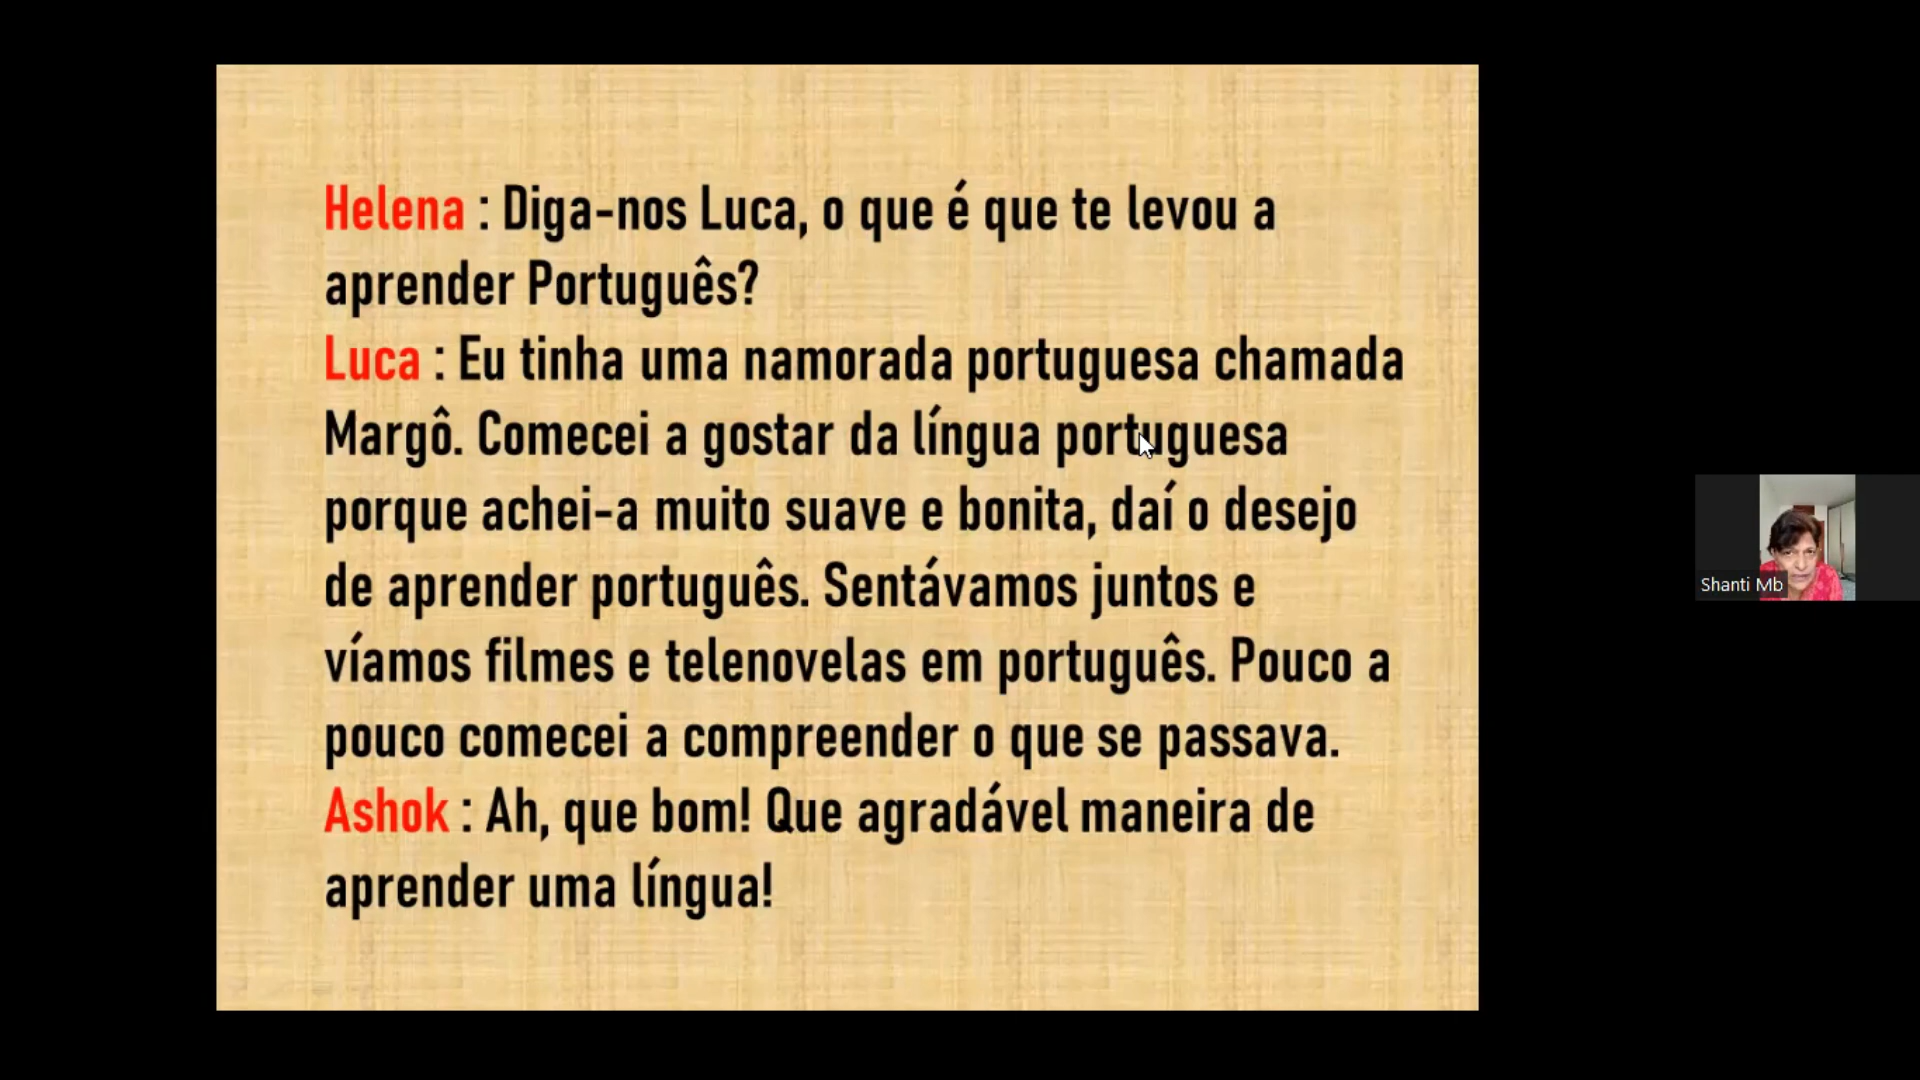 Helena : Diga-nos Luca, o que é que te levou a
aprender Português?
Luca : Eu tinha uma namorada portuguesa chamada
Margô. Comecei a gostar da língua portuguesa
porque achei-a muito suave e bonita, daí o desejo
de aprender português. Sentávamos juntos e
víamos filmes e telenovelas em português. Pouco a
pouco comecei a compreender o que se passava.
Ashok : Ah, que bom! Que agradável maneira de
aprender uma língua!
Shanti Mb